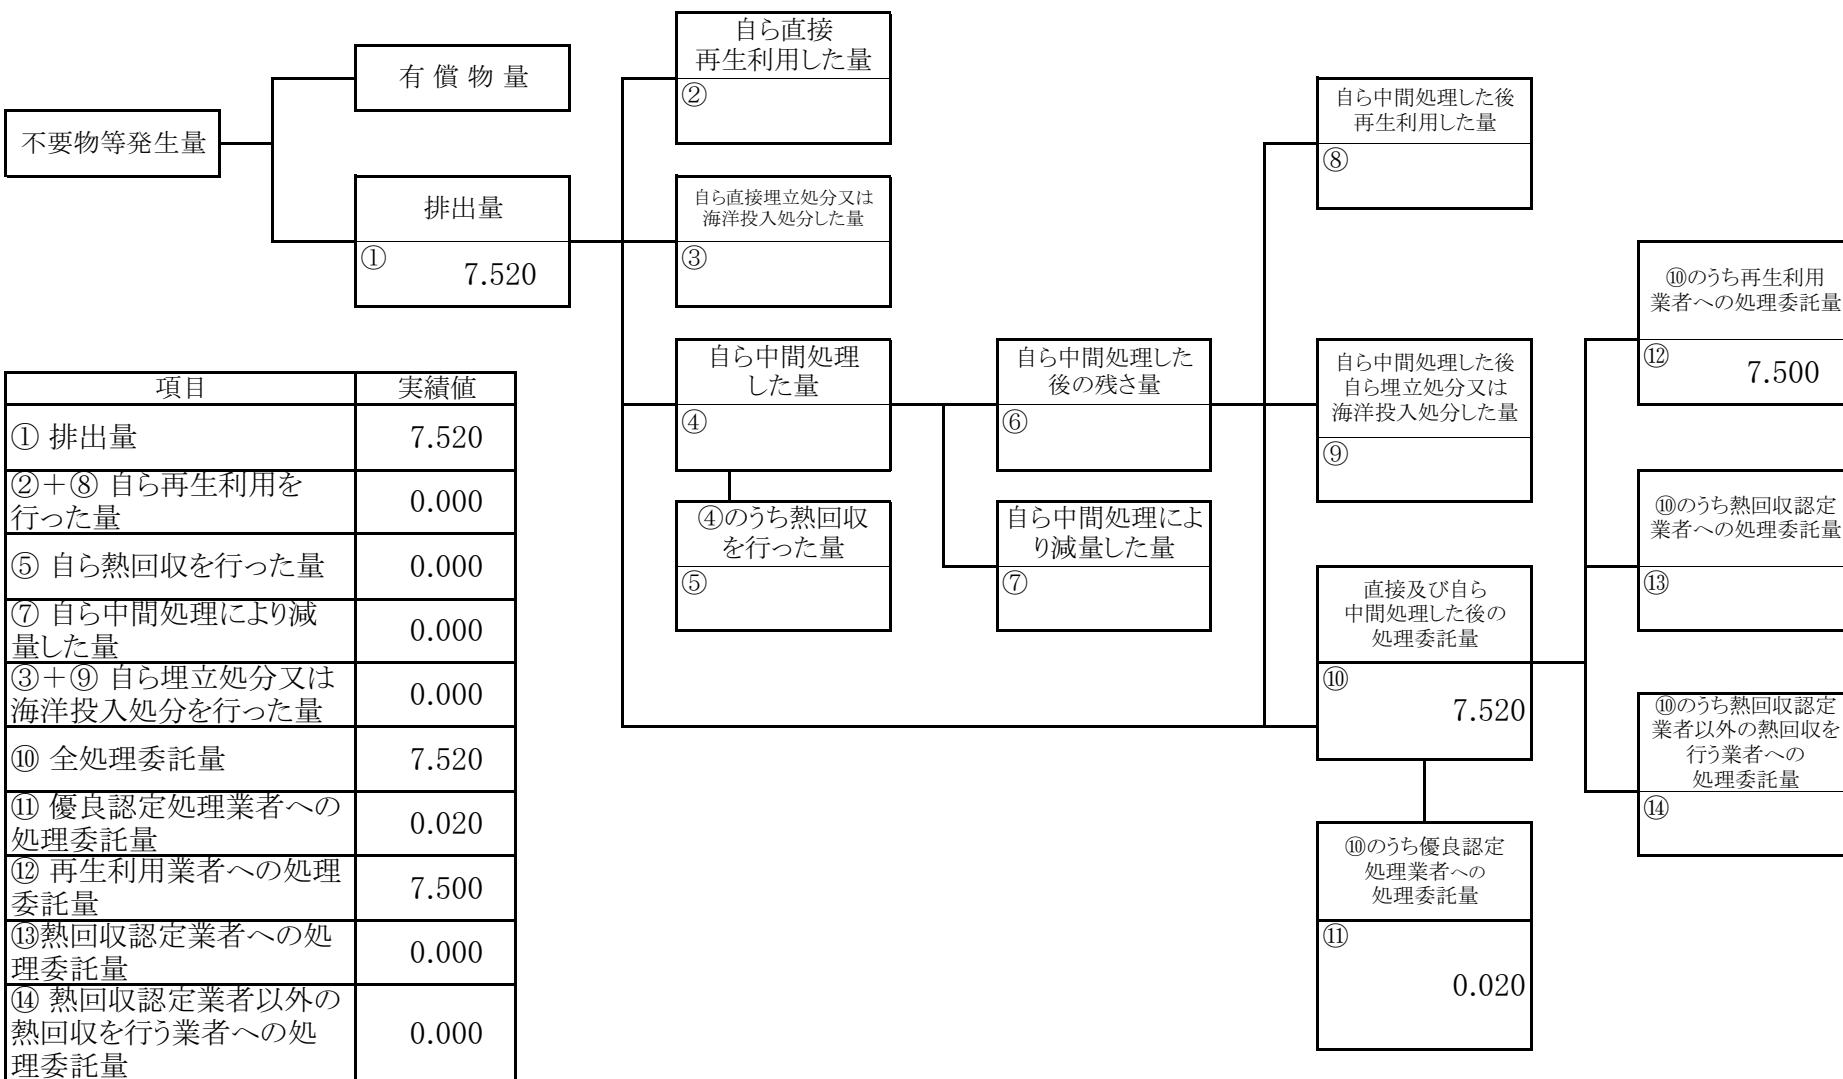 不要物等発生量
有 償 物 量
排出量
①
7.520
自ら直接
再生利用した量
②
自ら直接埋立処分又は
海洋投入処分した量
③
自ら中間処理
した量
④
④のうち熱回収
を行った量
⑤
自ら中間処理した
後の残さ量
⑥
自ら中間処理によ
り減量した量
⑦
自ら中間処理した後
再生利用した量
⑧
自ら中間処理した後
自ら埋立処分又は
海洋投入処分した量
⑨
直接及び自ら
中間処理した後の
処理委託量
⑩
7.520
⑩のうち優良認定
処理業者への
処理委託量
⑪
0.020
⑩のうち再生利用
業者への処理委託量
⑫
7.500
⑩のうち熱回収認定
業者への処理委託量
⑬
⑩のうち熱回収認定
業者以外の熱回収を
行う業者への
処理委託量
⑭
項目 実績値
① 排出量 7.520
②＋⑧ 自ら再生利用を
行った量 0.000
⑤ 自ら熱回収を行った量 0.000
⑦ 自ら中間処理により減
量した量 0.000
③＋⑨ 自ら埋立処分又は
海洋投入処分を行った量 0.000
⑩ 全処理委託量 7.520
⑪ 優良認定処理業者への
処理委託量 0.020
⑫ 再生利用業者への処理
委託量 7.500
⑬熱回収認定業者への処
理委託量 0.000
⑭ 熱回収認定業者以外の
熱回収を行う業者への処
理委託量 0.000